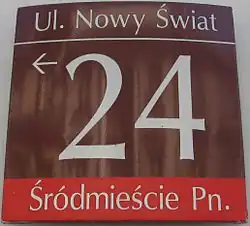 Ul. Nowy Świat
← 24
Śródmieście Pn.